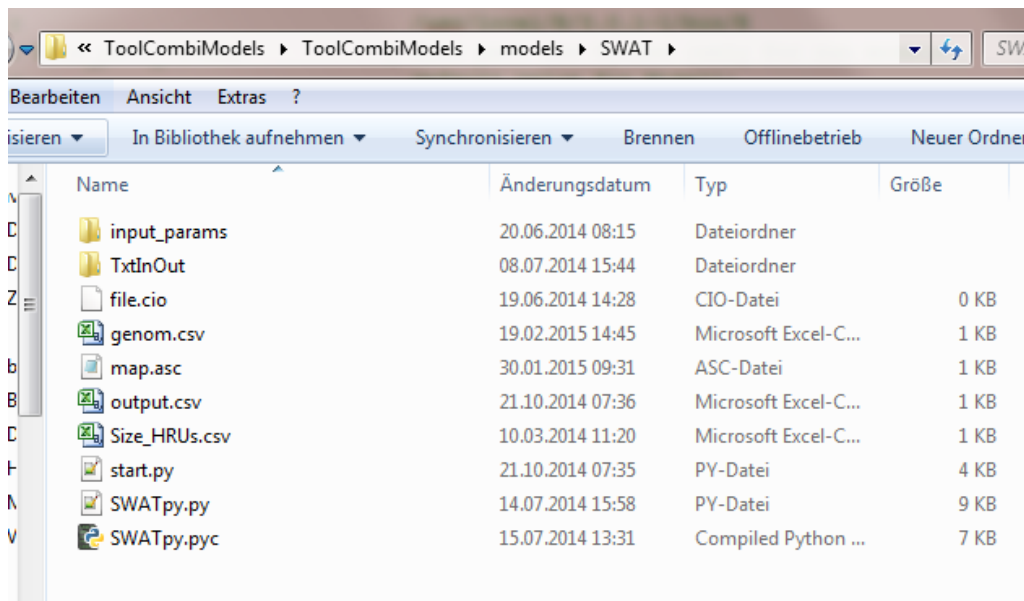 « ToolCombiModels ▸ ToolCombiModels ▸ models ▸ SWAT ▸ SW
Bearbeiten Ansicht Extras ?
isieren In Bibliothek aufnehmen Synchronisieren Brennen Offlinebetrieb Neuer Ordner
Name Änderungsdatum Typ Größe
input_params 20.06.2014 08:15 Dateiordner
TxtInOut 08.07.2014 15:44 Dateiordner
file.cio 19.06.2014 14:28 CIO-Datei 0 KB
genom.csv 19.02.2015 14:45 Microsoft Excel-C... 1 KB
map.asc 30.01.2015 09:31 ASC-Datei 1 KB
output.csv 21.10.2014 07:36 Microsoft Excel-C... 1 KB
Size_HRUs.csv 10.03.2014 11:20 Microsoft Excel-C... 1 KB
start.py 21.10.2014 07:35 PY-Datei 4 KB
SWATpy.py 14.07.2014 15:58 PY-Datei 9 KB
SWATpy.pyc 15.07.2014 13:31 Compiled Python ... 7 KB